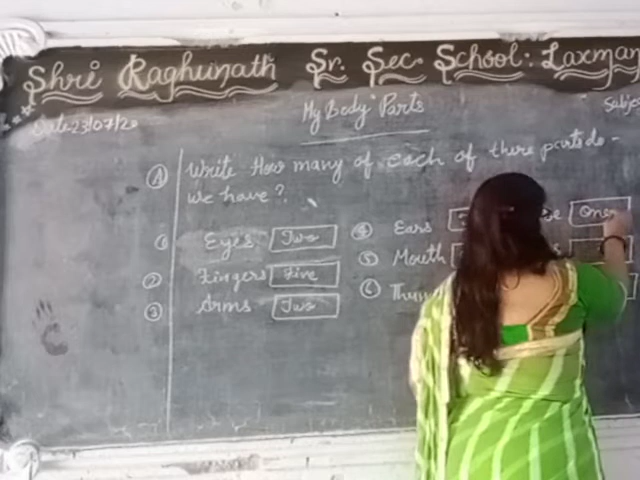 Shri Raghunath Sr. Sec. School: Laxman
My Body Parts
Date-23/07/20
(A) Write How many of each of these parts do -
we have?
(1) Eyes Two
(2) Fingers Five
(3) Arms Two
(4) Ears
One
(5) Mouth
(6)